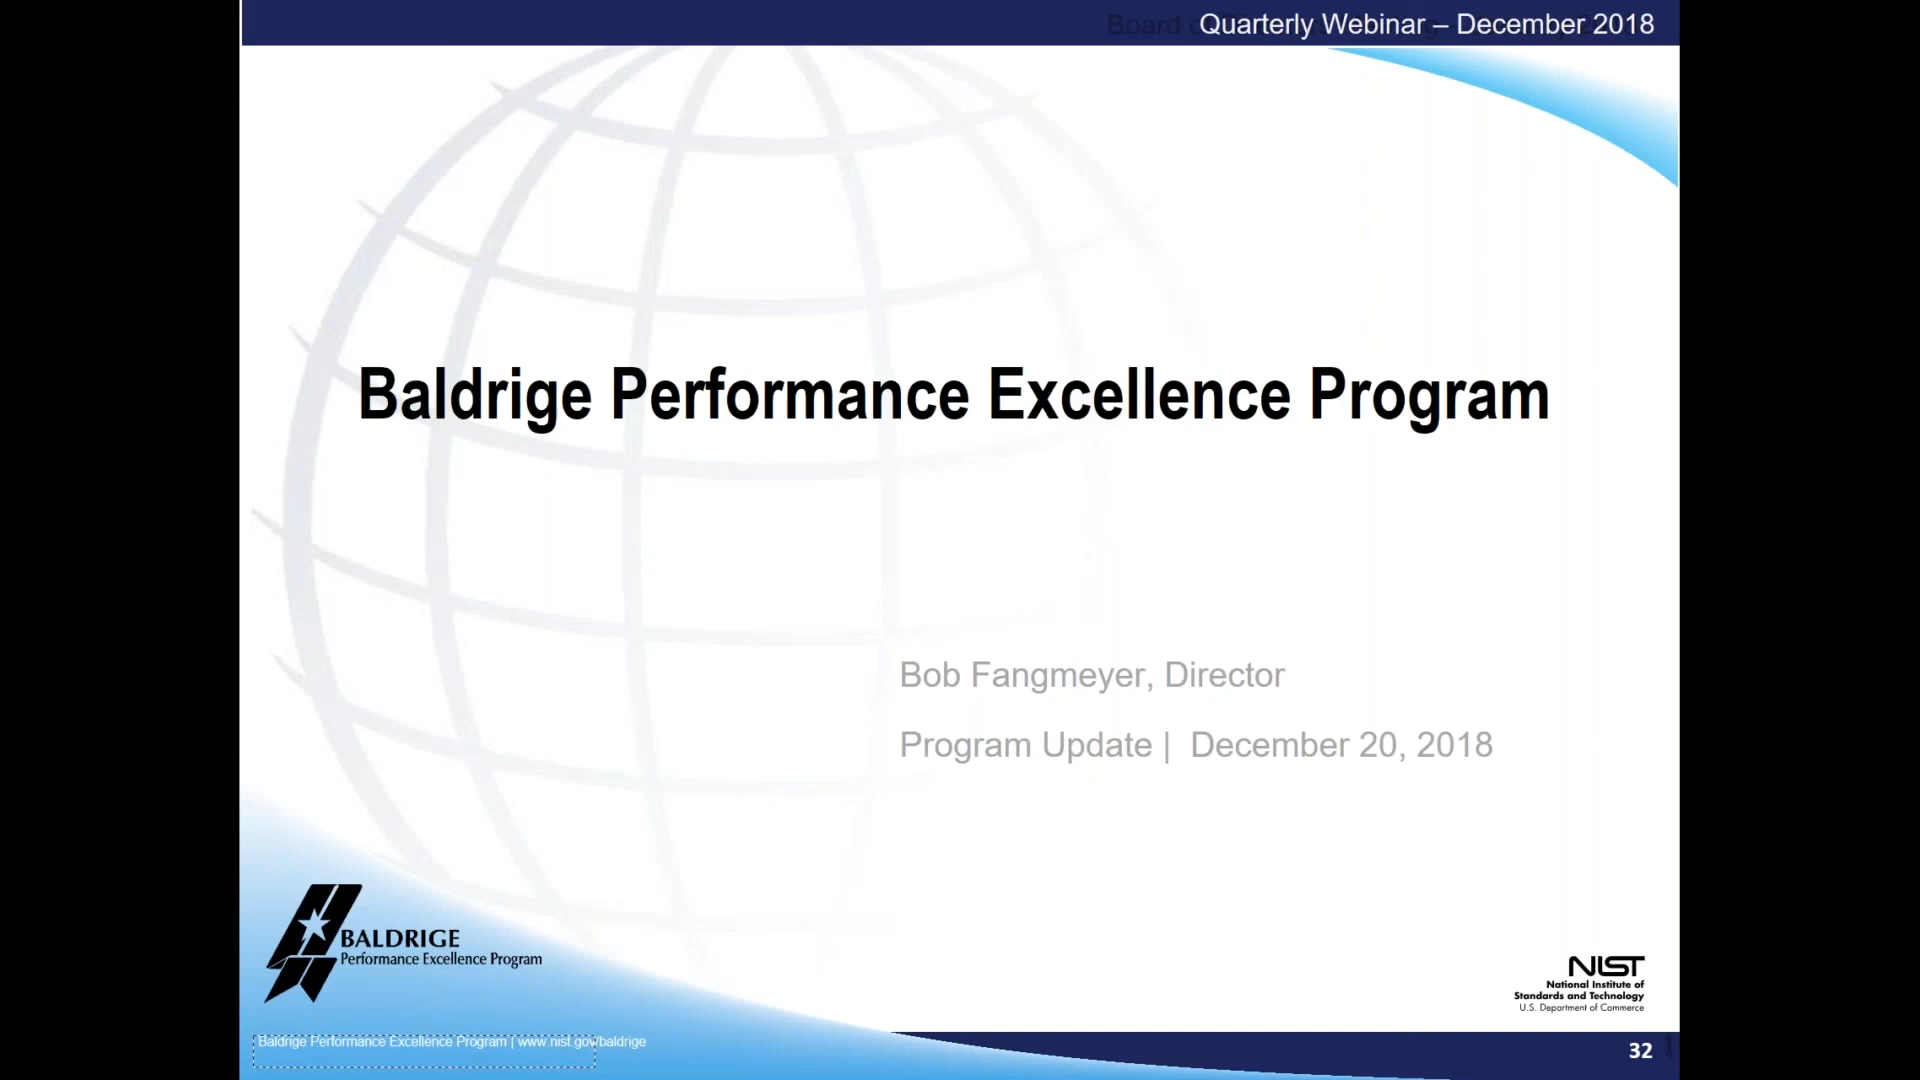 Quarterly Webinar – December 2018
Baldrige Performance Excellence Program
Bob Fangmeyer, Director
Program Update | December 20, 2018
BALDRIGE
Performance Excellence Program
NIST
National Institute of
Standards and Technology
U.S. Department of Commerce
Baldrige Performance Excellence Program | www.nist.gov/baldrige
32